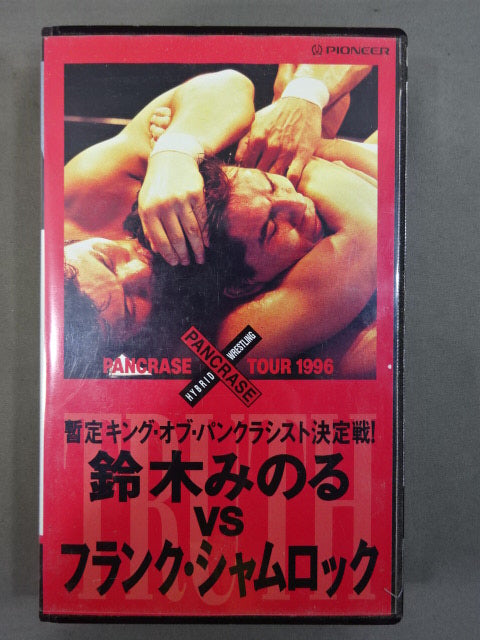 PIONEER
PANCRASE TOUR 1996
PANCRASE
HYBRID WRESTLING
TRUTH
暫定キング・オブ・パンクラシスト決定戦!
鈴木みのる
VS
フランク・シャムロック